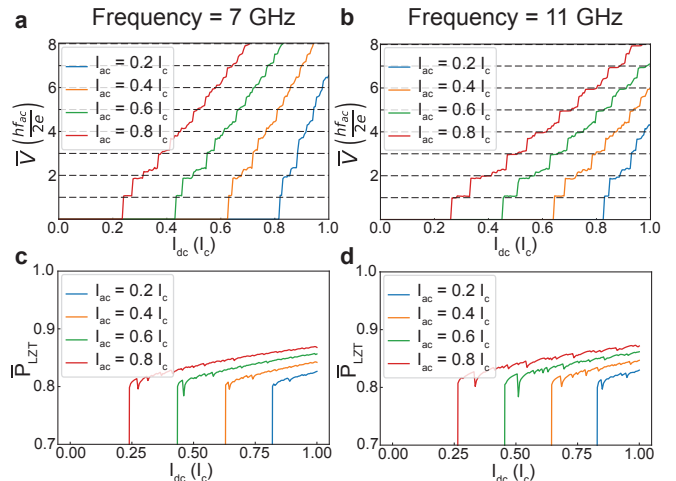 Frequency = 7 GHz
Frequency = 11 GHz
a
8
6
4
2
V̅ (hf_ac/2e)
I_ac = 0.2 I_c
I_ac = 0.4 I_c
I_ac = 0.6 I_c
I_ac = 0.8 I_c
0.0 0.2 0.4 0.6 0.8 1.0
I_dc (I_c)
b
8
6
4
2
V̅ (hf_ac/2e)
I_ac = 0.2 I_c
I_ac = 0.4 I_c
I_ac = 0.6 I_c
I_ac = 0.8 I_c
0.0 0.2 0.4 0.6 0.8 1.0
I_dc (I_c)
c
1.0
0.9
0.8
0.7
P̅_LZT
I_ac = 0.2 I_c
I_ac = 0.4 I_c
I_ac = 0.6 I_c
I_ac = 0.8 I_c
0.00 0.25 0.50 0.75 1.00
I_dc (I_c)
d
1.0
0.9
0.8
0.7
P̅_LZT
I_ac = 0.2 I_c
I_ac = 0.4 I_c
I_ac = 0.6 I_c
I_ac = 0.8 I_c
0.00 0.25 0.50 0.75 1.00
I_dc (I_c)